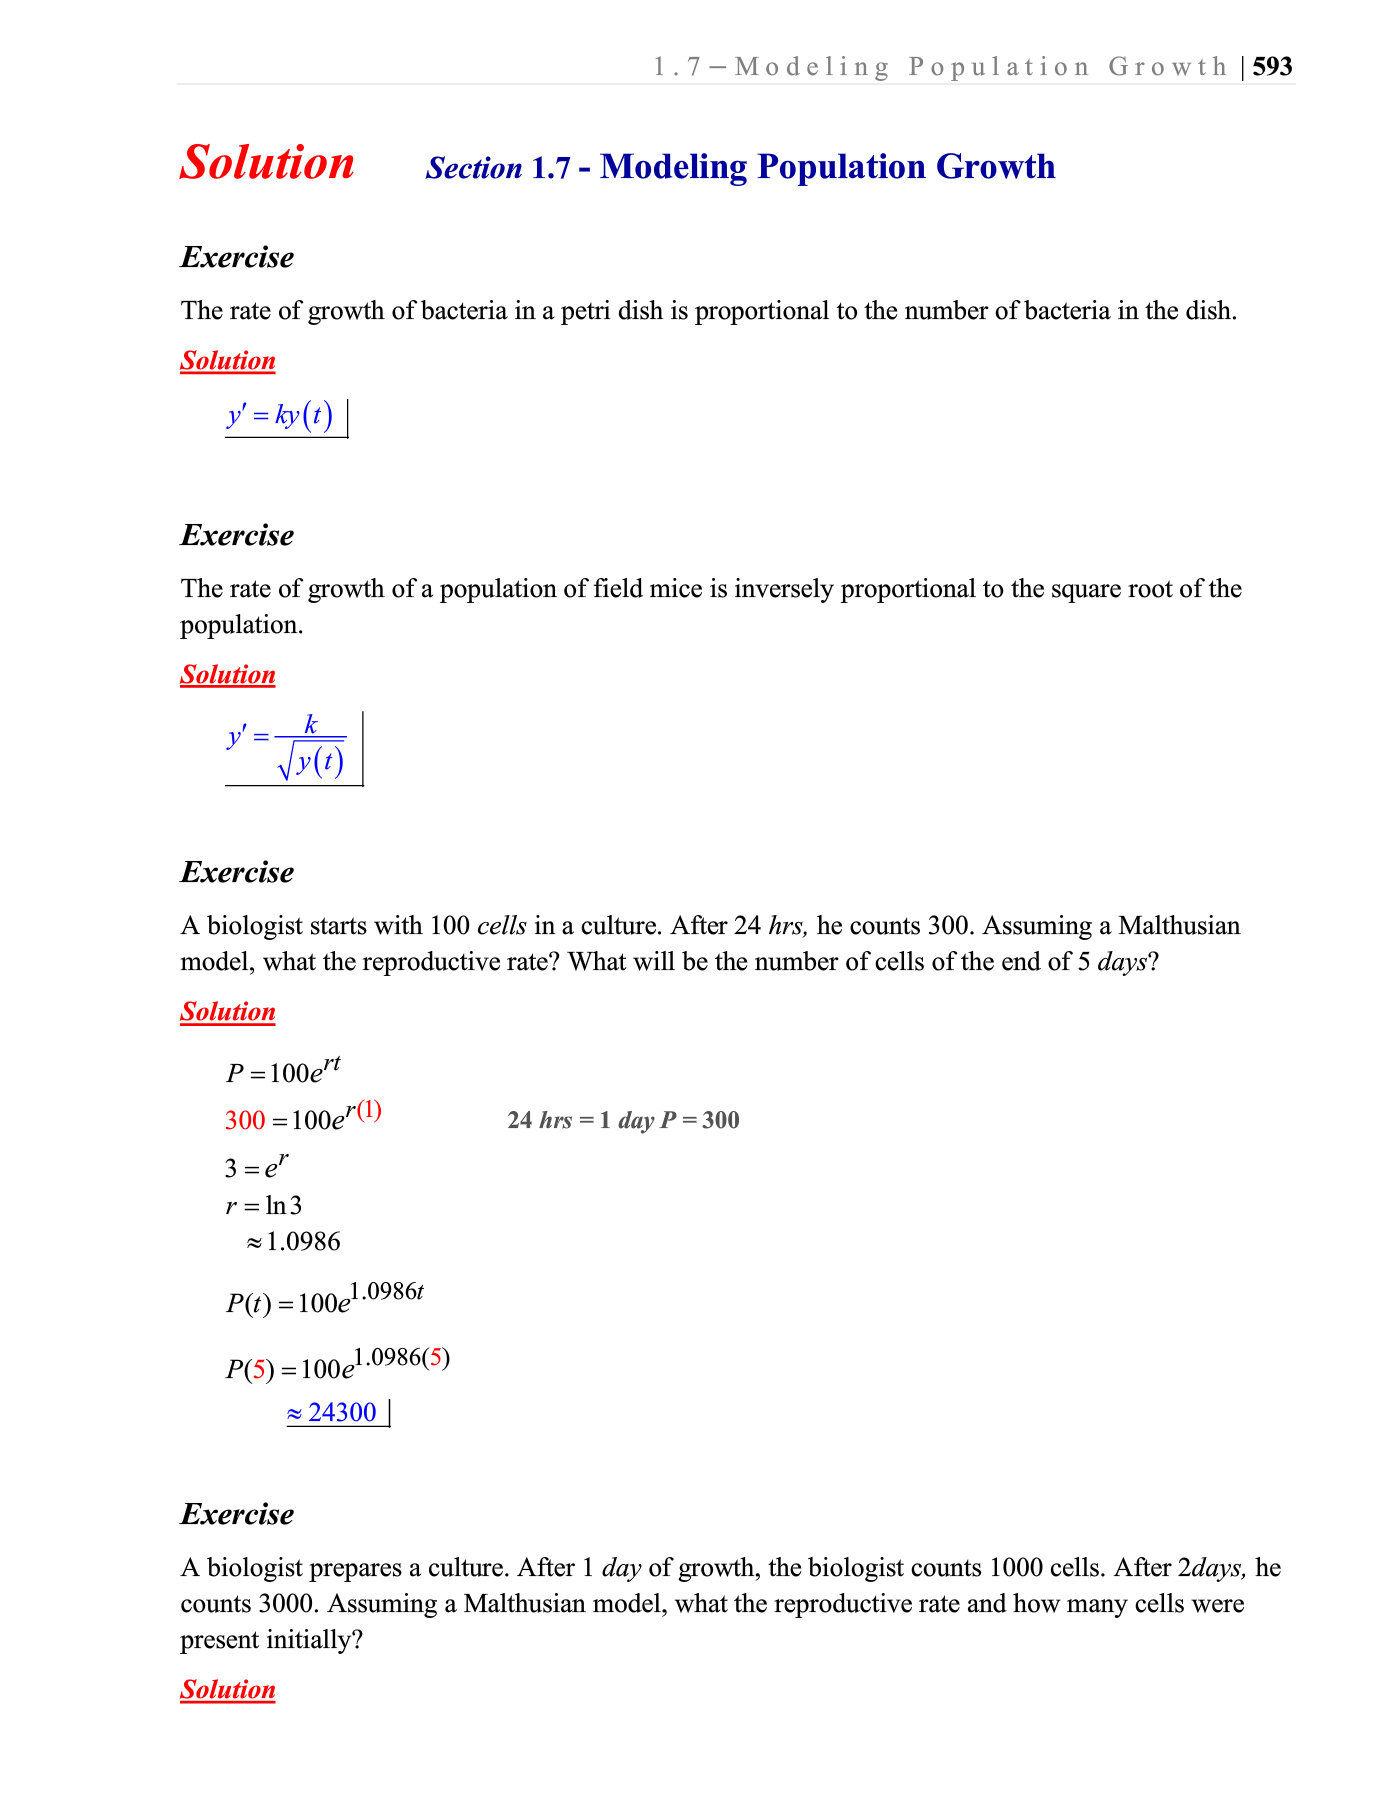 1.7 – Modeling Population Growth | 593
Solution Section 1.7 - Modeling Population Growth
Exercise
The rate of growth of bacteria in a petri dish is proportional to the number of bacteria in the dish.
Solution
y′ = ky(t)
Exercise
The rate of growth of a population of field mice is inversely proportional to the square root of the
population.
Solution
y′ = k/√(y(t))
Exercise
A biologist starts with 100 cells in a culture. After 24 hrs, he counts 300. Assuming a Malthusian
model, what the reproductive rate? What will be the number of cells of the end of 5 days?
Solution
P = 100e^{rt}
300 = 100e^{r(1)} 24 hrs = 1 day P = 300
3 = e^{r}
r = ln 3
≈ 1.0986
P(t) = 100e^{1.0986t}
P(5) = 100e^{1.0986(5)}
≈ 24300
Exercise
A biologist prepares a culture. After 1 day of growth, the biologist counts 1000 cells. After 2days, he
counts 3000. Assuming a Malthusian model, what the reproductive rate and how many cells were
present initially?
Solution